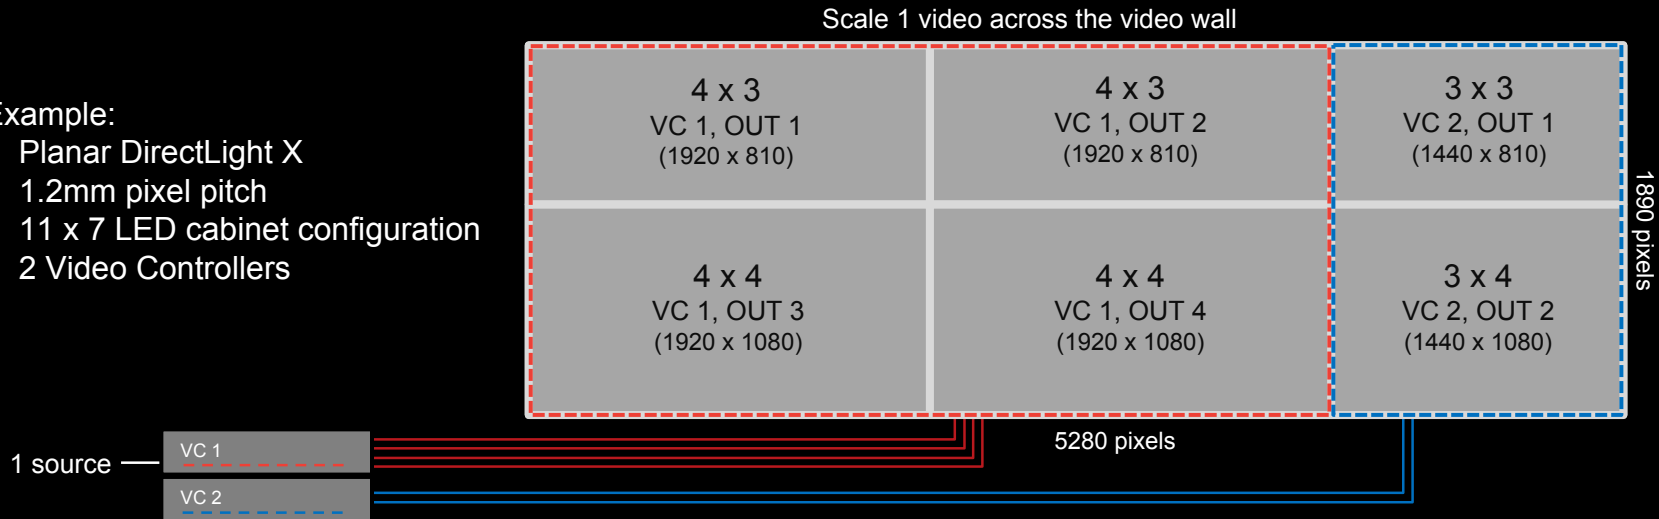 Scale 1 video across the video wall
Example:
Planar DirectLight X
1.2mm pixel pitch
11 x 7 LED cabinet configuration
2 Video Controllers
4 x 3
VC 1, OUT 1
(1920 x 810)
4 x 3
VC 1, OUT 2
(1920 x 810)
3 x 3
VC 2, OUT 1
(1440 x 810)
4 x 4
VC 1, OUT 3
(1920 x 1080)
4 x 4
VC 1, OUT 4
(1920 x 1080)
3 x 4
VC 2, OUT 2
(1440 x 1080)
1890 pixels
5280 pixels
1 source
VC 1
VC 2